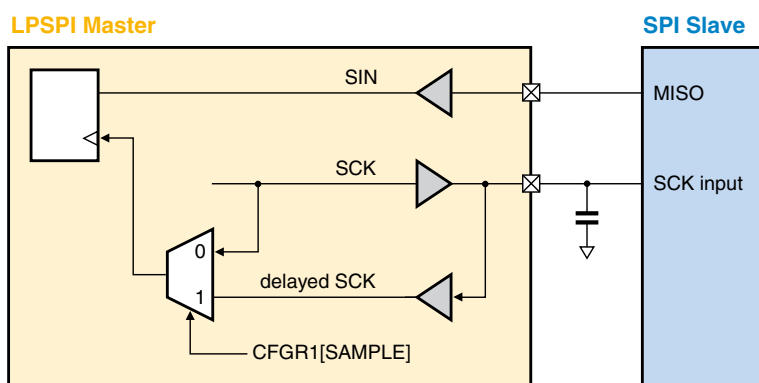 LPSPI Master
SPI Slave
SIN
MISO
SCK
SCK input
0
delayed SCK
1
CFGR1[SAMPLE]